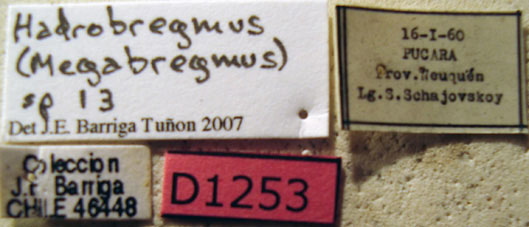 Hadrobregmus
(Megabregmus)
sp 13
Det J.E. Barriga Tuñon 2007
16-I-60
PUCARA
Prov.Neuquén
Lg.S.Schajovskoy
Coleccion
J.E. Barriga
CHILE 46448
D1253